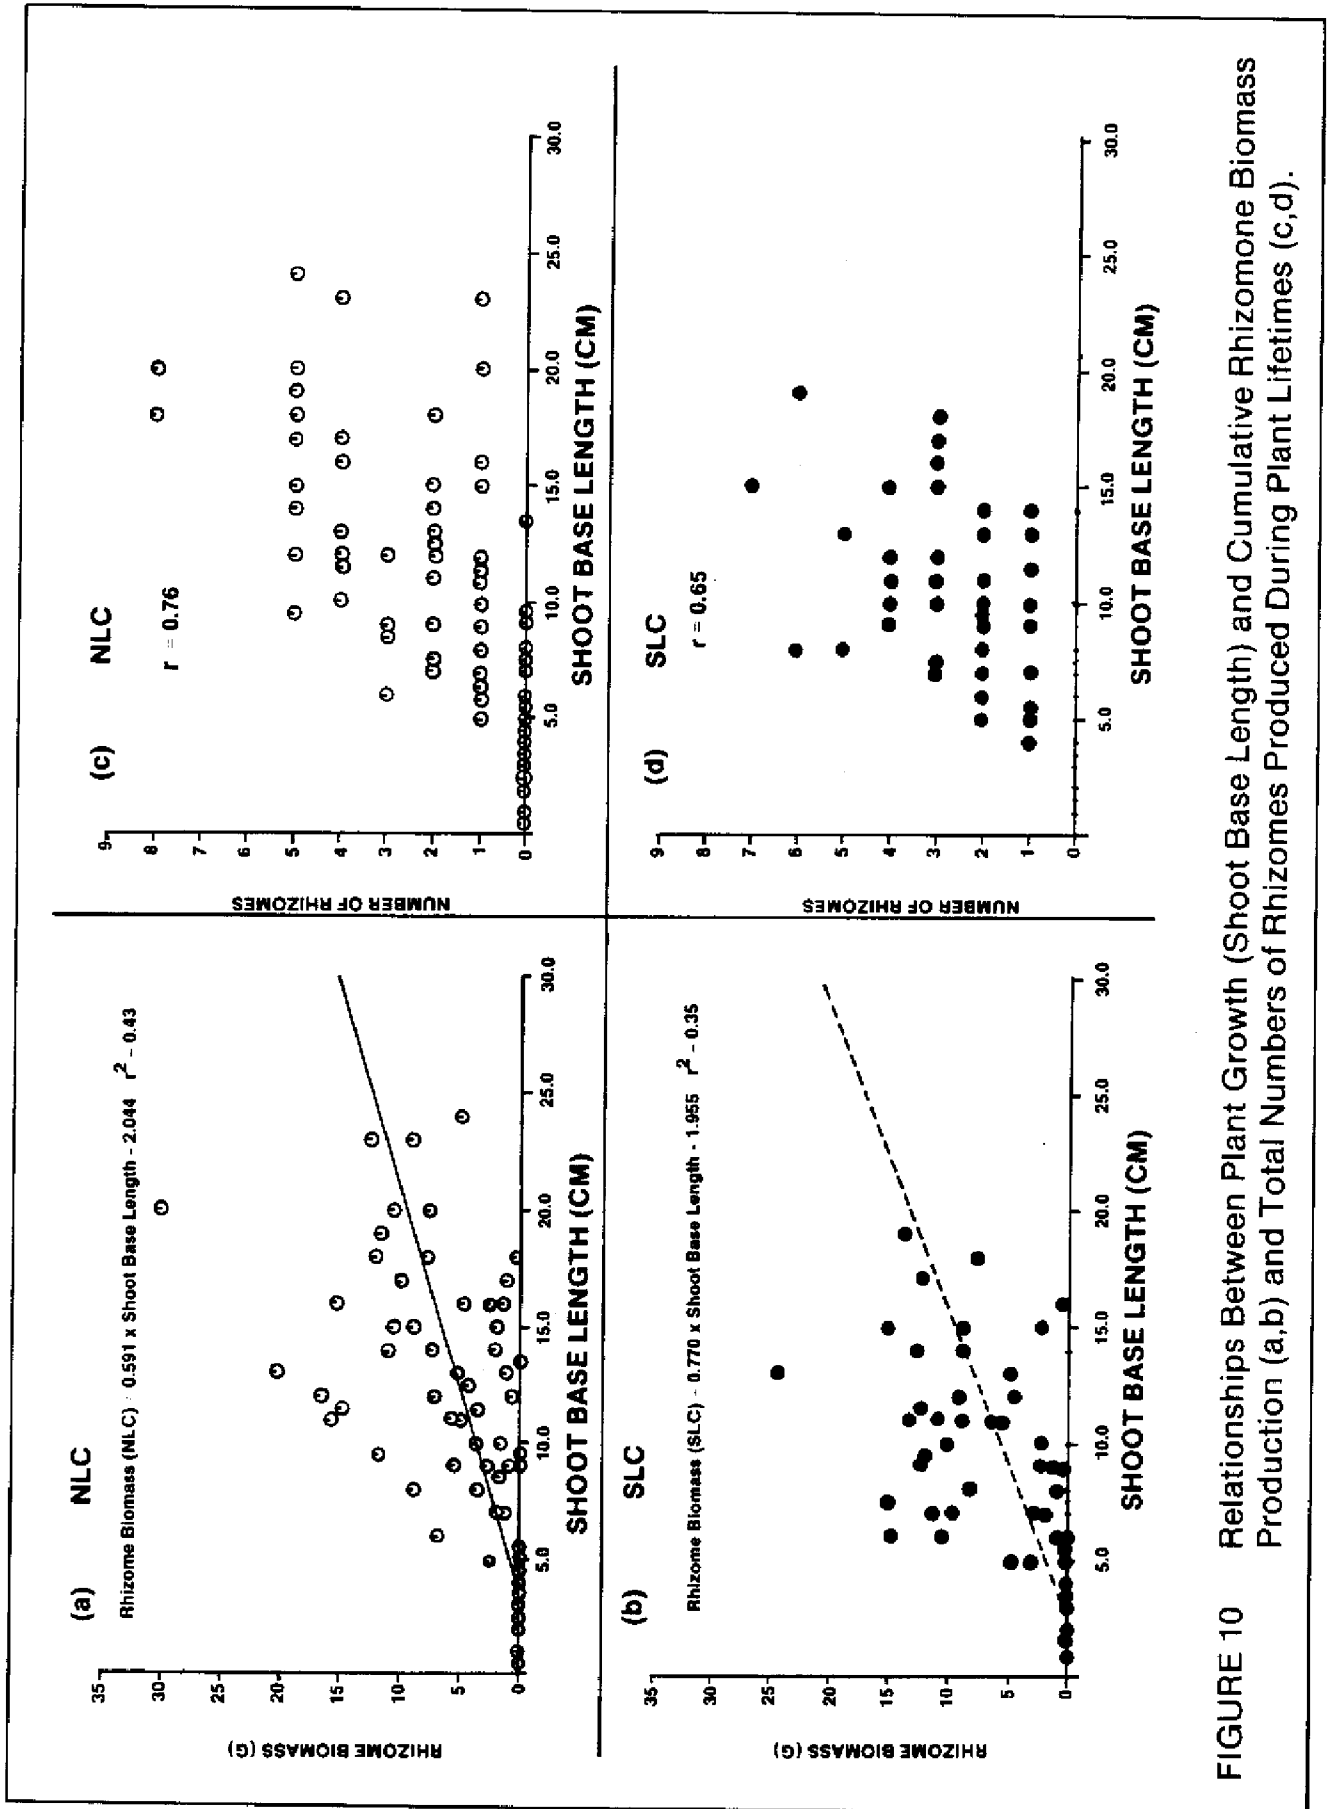 (a) NLC
Rhizome Biomass (NLC) - 0.591 x Shoot Base Length - 2.044 r2 - 0.43
RHIZOME BIOMASS (G)
35
30
25
20
15
10
5
0
5.0 10.0 15.0 20.0 25.0 30.0
SHOOT BASE LENGTH (CM)
(c) NLC
r = 0.76
NUMBER OF RHIZOMES
9
8
7
6
5
4
3
2
1
0
5.0 10.0 15.0 20.0 25.0 30.0
SHOOT BASE LENGTH (CM)
(b) SLC
Rhizome Biomass (SLC) - 0.770 x Shoot Base Length - 1.955 r2 - 0.35
RHIZOME BIOMASS (G)
35
30
25
20
15
10
5
0
5.0 10.0 15.0 20.0 25.0 30.0
SHOOT BASE LENGTH (CM)
(d) SLC
r = 0.65
NUMBER OF RHIZOMES
9
8
7
6
5
4
3
2
1
0
5.0 10.0 15.0 20.0 25.0 30.0
SHOOT BASE LENGTH (CM)
FIGURE 10 Relationships Between Plant Growth (Shoot Base Length) and Cumulative Rhizomone Biomass
Production (a,b) and Total Numbers of Rhizomes Produced During Plant Lifetimes (c,d).